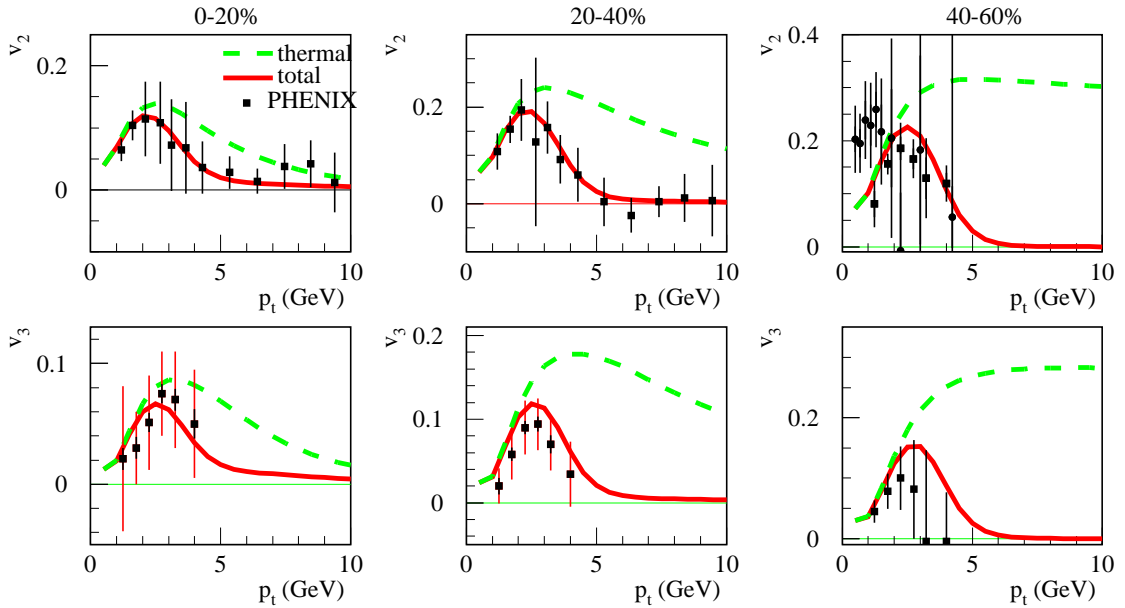 0-20% 20-40% 40-60%
v2 v2 v2
0.2 0.2 0.4
thermal
total
PHENIX
0.2
0 0 0
0 5 10 0 5 10 0 5 10
pt (GeV) pt (GeV) pt (GeV)
v3 v3 v3
0.2
0.1 0.1 0.2
0 0 0
0 5 10 0 5 10 0 5 10
pt (GeV) pt (GeV) pt (GeV)